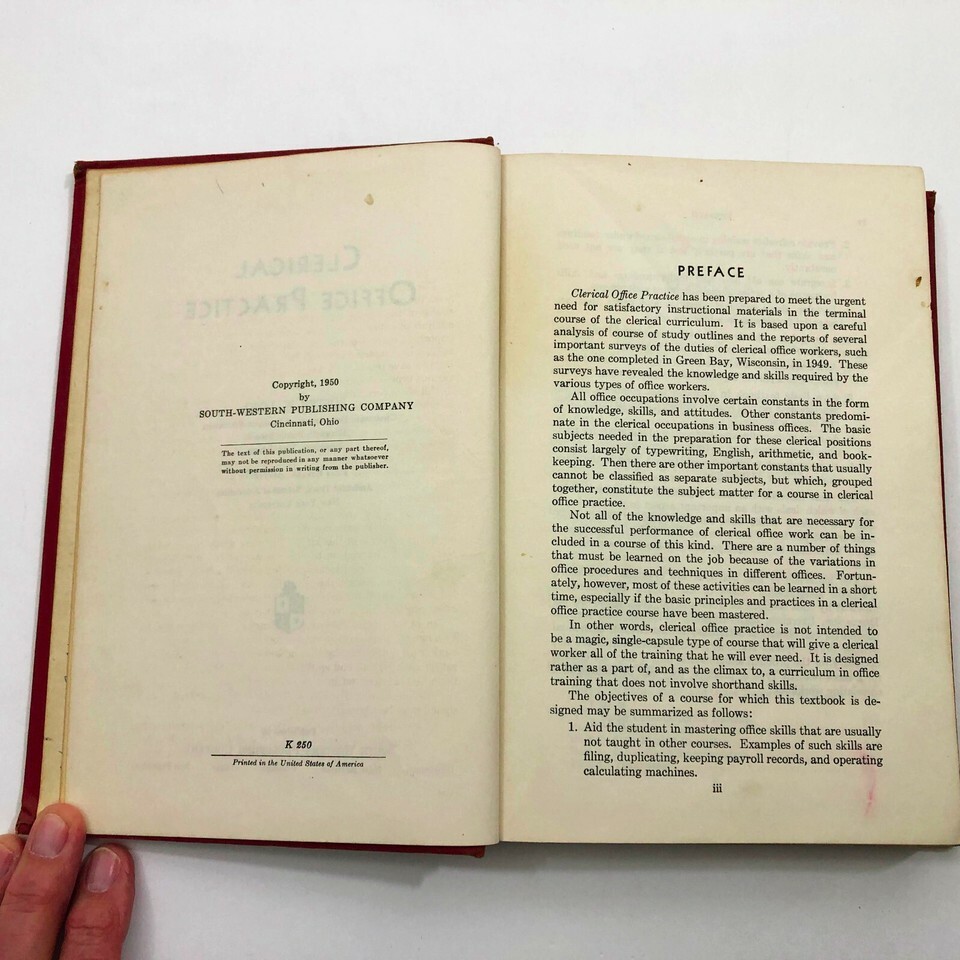 CLERICAL
OFFICE PRACTICE
Copyright, 1950
by
SOUTH-WESTERN PUBLISHING COMPANY
Cincinnati, Ohio
The text of this publication, or any part thereof,
may not be reproduced in any manner whatsoever
without permission in writing from the publisher.
K 250
Printed in the United States of America
PREFACE
Clerical Office Practice has been prepared to meet the urgent
need for satisfactory instructional materials in the terminal
course of the clerical curriculum. It is based upon a careful
analysis of course of study outlines and the reports of several
important surveys of the duties of clerical office workers, such
as the one completed in Green Bay, Wisconsin, in 1949. These
surveys have revealed the knowledge and skills required by the
various types of office workers.
All office occupations involve certain constants in the form
of knowledge, skills, and attitudes. Other constants predomi-
nate in the clerical occupations in business offices. The basic
subjects needed in the preparation for these clerical positions
consist largely of typewriting, English, arithmetic, and book-
keeping. Then there are other important constants that usually
cannot be classified as separate subjects, but which, grouped
together, constitute the subject matter for a course in clerical
office practice.
Not all of the knowledge and skills that are necessary for
the successful performance of clerical office work can be in-
cluded in a course of this kind. There are a number of things
that must be learned on the job because of the variations in
office procedures and techniques in different offices. Fortun-
ately, however, most of these activities can be learned in a short
time, especially if the basic principles and practices in a clerical
office practice course have been mastered.
In other words, clerical office practice is not intended to
be a magic, single-capsule type of course that will give a clerical
worker all of the training that he will ever need. It is designed
rather as a part of, and as the climax to, a curriculum in office
training that does not involve shorthand skills.
The objectives of a course for which this textbook is de-
signed may be summarized as follows:
1. Aid the student in mastering office skills that are usually
not taught in other courses. Examples of such skills are
filing, duplicating, keeping payroll records, and operating
calculating machines.
iii